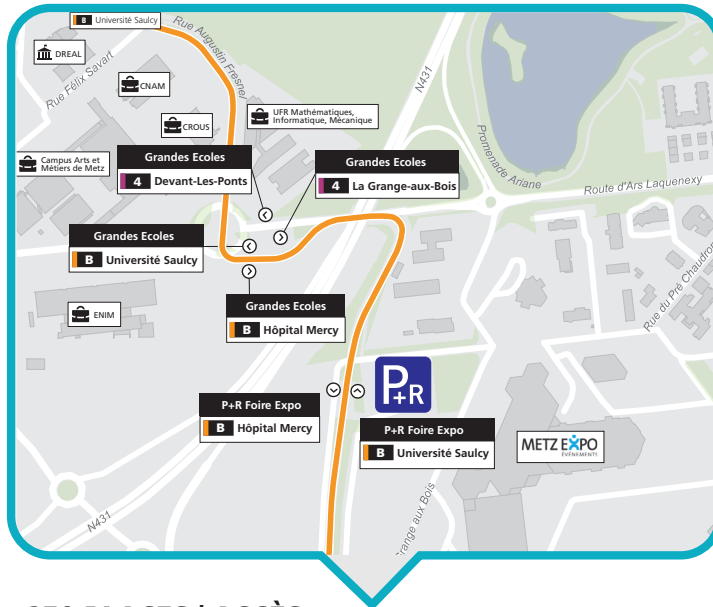 B Université Saulcy
DREAL
Rue Félix Savart
Rue Augustin Fresnel
CNAM
CROUS
UFR Mathématiques,
Informatique, Mécanique
N431
Promenade Ariane
Route d'Ars Laquenexy
Rue du Pré Chaudron
Campus Arts et
Métiers de Metz
Grandes Ecoles
4 Devant-Les-Ponts
Grandes Ecoles
4 La Grange-aux-Bois
Grandes Ecoles
B Université Saulcy
Grandes Ecoles
B Hôpital Mercy
ENIM
P+R
P+R Foire Expo
B Hôpital Mercy
P+R Foire Expo
B Université Saulcy
METZ EXPO
ÉVÉNEMENTS
N431
Grange aux Bois